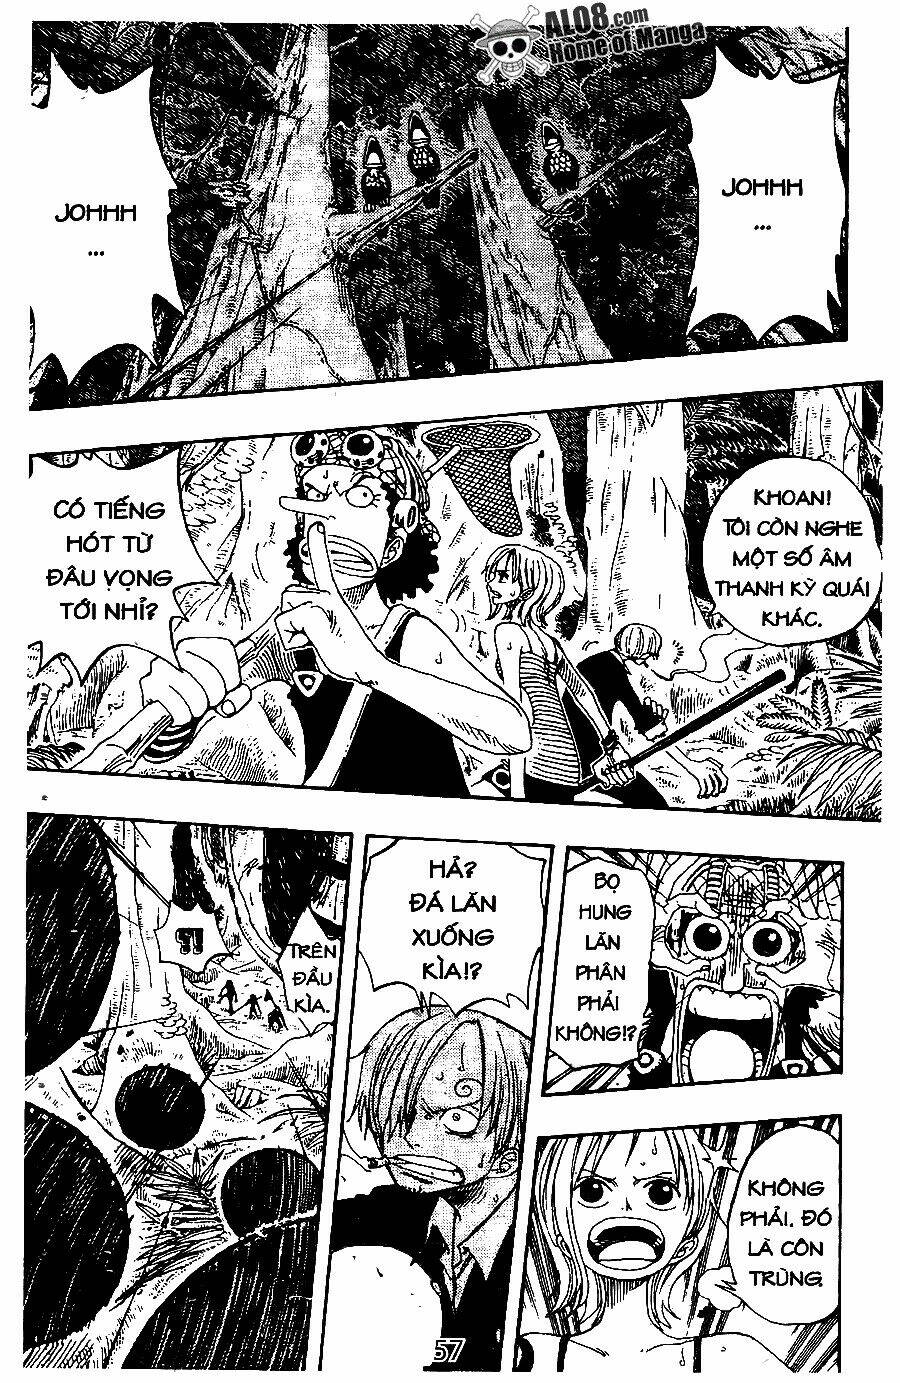 ALO8.com
Home of Manga
JOHHH
...
JOHHH
...
KHOAN!
TÔI CÒN NGHE
MỘT SỐ ÂM
THANH KỲ QUÁI
KHÁC.
CÓ TIẾNG
HÓT TỪ
ĐÂU VỌNG
TỚI NHỈ?
BỌ
HUNG
LĂN
PHÂN
PHẢI
KHÔNG!?
HẢ?
ĐÁ LĂN
XUỐNG
KÌA!?
TRÊN
ĐẦU
KÌA.
!!
KHÔNG
PHẢI. ĐÓ
LÀ CÔN
TRÙNG.
57